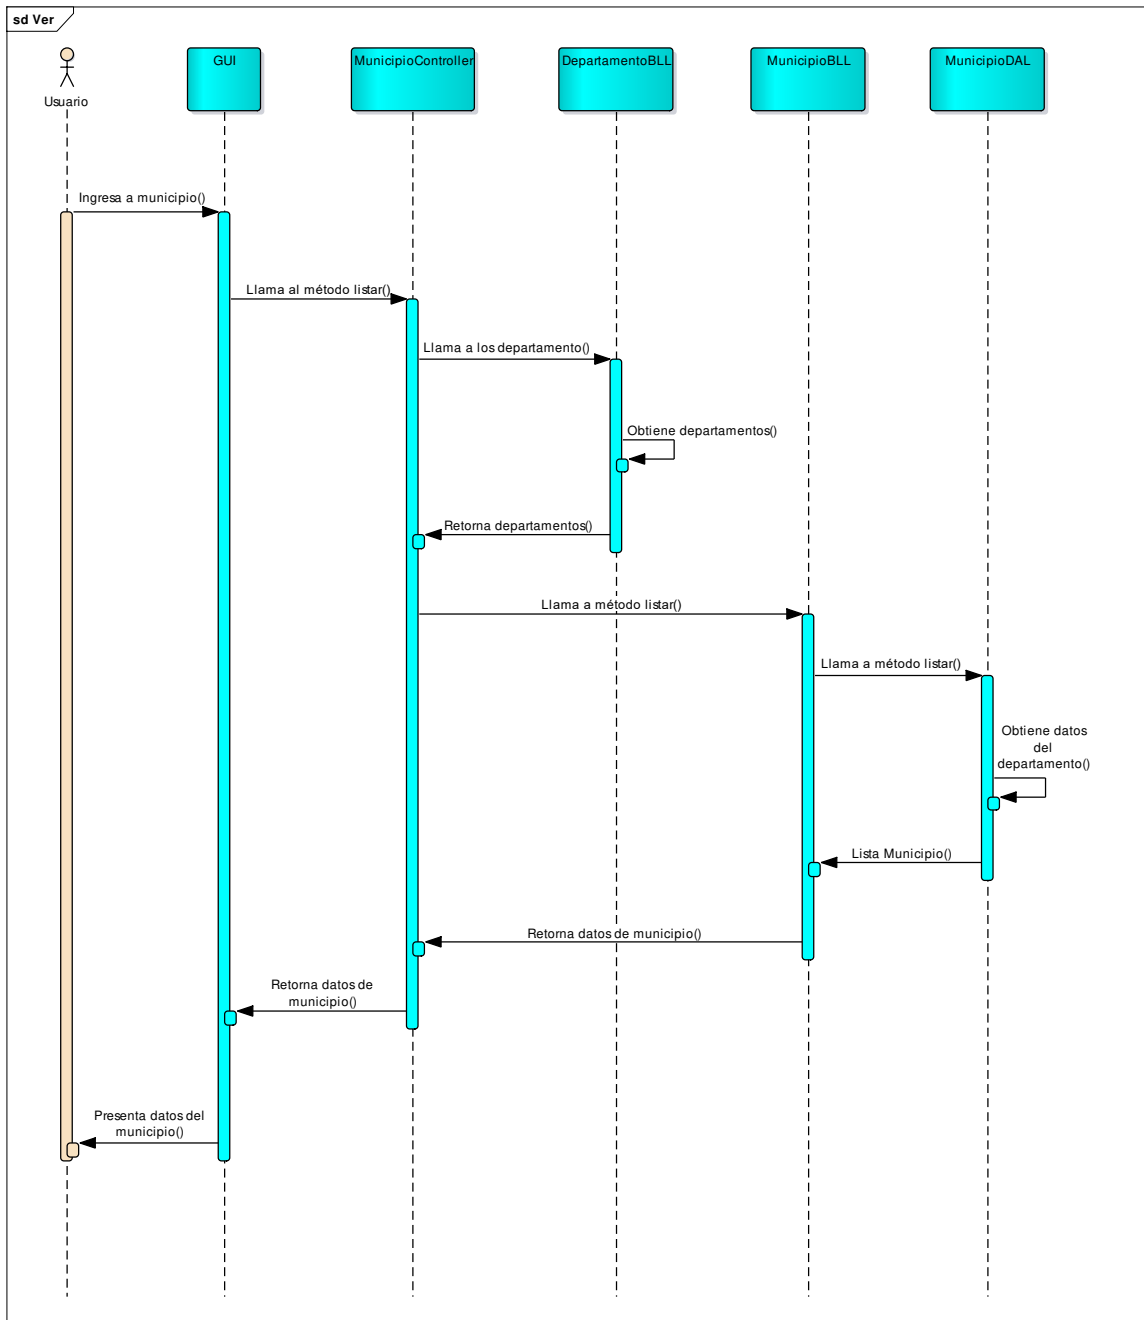 sd Ver
Usuario
GUI
MunicipioController
DepartamentoBLL
MunicipioBLL
MunicipioDAL
Ingresa a municipio()
Llama al método listar()
Llama a los departamento()
Obtiene departamentos()
Retorna departamentos()
Llama a método listar()
Llama a método listar()
Obtiene datos
del
departamento()
Lista Municipio()
Retorna datos de municipio()
Retorna datos de
municipio()
Presenta datos del
municipio()